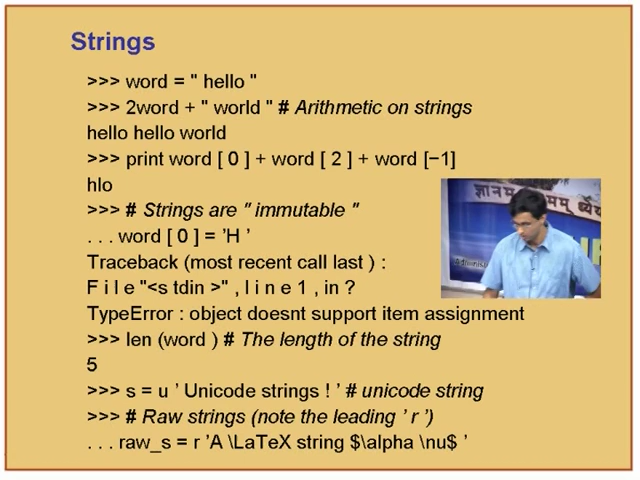 Strings
>>> word = " hello "
>>> 2word + " world " # Arithmetic on strings
hello hello world
>>> print word [ 0 ] + word [ 2 ] + word [−1]
hlo
>>> # Strings are " immutable "
. . . word [ 0 ] = ’H ’
Traceback (most recent call last ) :
F i l e "<s tdin >" , l i n e 1 , in ?
TypeError : object doesnt support item assignment
>>> len (word ) # The length of the string
5
>>> s = u ’ Unicode strings ! ’ # unicode string
>>> # Raw strings (note the leading ’ r ’)
. . . raw_s = r ’A \LaTeX string $\alpha \nu$ ’
ज्ञानम् ध्येयम्